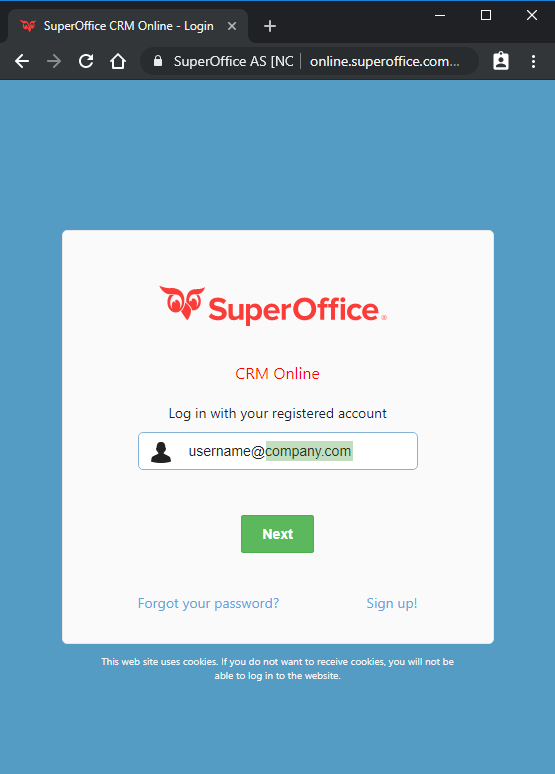 SuperOffice CRM Online - Login
SuperOffice AS [NO
online.superoffice.com...
SuperOffice®
CRM Online
Log in with your registered account
username@company.com
Next
Forgot your password?
Sign up!
This web site uses cookies. If you do not want to receive cookies, you will not be
able to log in to the website.